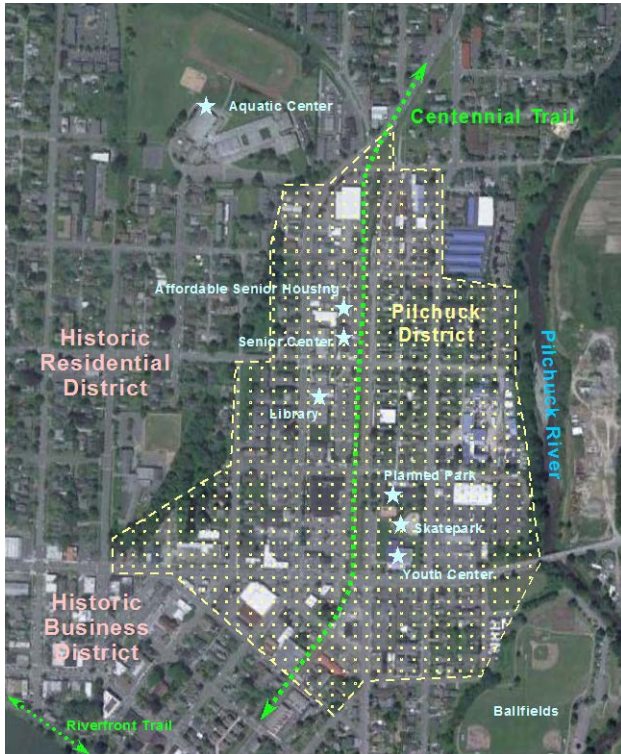 Aquatic Center
Centennial Trail
Affordable Senior Housing
Pilchuck
District
Senior Center
Historic
Residential
District
Pilchuck River
Library
Planned Park
Skatepark
Youth Center
Historic
Business
District
Ballfields
Riverfront Trail